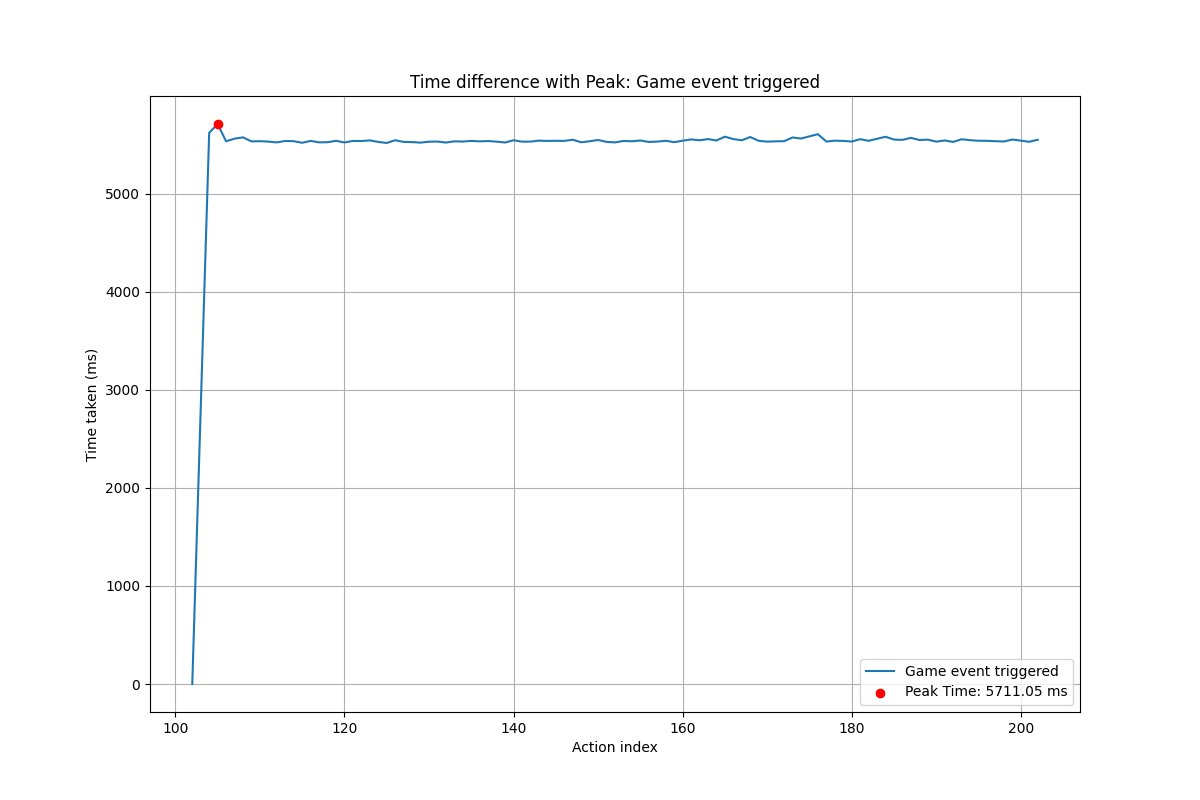 Time difference with Peak: Game event triggered
5000
4000
3000
2000
1000
0
Time taken (ms)
Game event triggered
Peak Time: 5711.05 ms
100 120 140 160 180 200
Action index